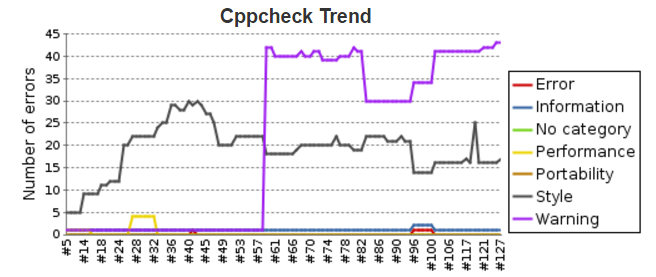 Cppcheck Trend
Number of errors
45
40
35
30
25
20
15
10
5
0
#5 #14 #18 #24 #28 #32 #36 #40 #45 #49 #53 #57 #61 #66 #70 #74 #78 #82 #86 #90 #96 #100 #106 #117 #121 #127
Error
Information
No category
Performance
Portability
Style
Warning